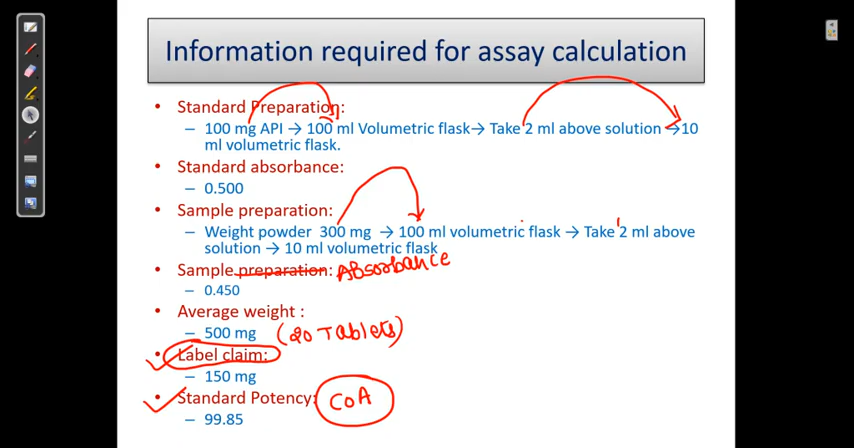 Information required for assay calculation
• Standard Preparation:
– 100 mg API → 100 ml Volumetric flask→ Take 2 ml above solution →10
ml volumetric flask.
• Standard absorbance:
– 0.500
• Sample preparation:
– Weight powder 300 mg → 100 ml volumetric flask → Take 2 ml above
solution → 10 ml volumetric flask
• Sample preparation: Absorbance
– 0.450
• Average weight :
– 500 mg (20 Tablets)
• Label claim:
– 150 mg
• Standard Potency: COA
– 99.85